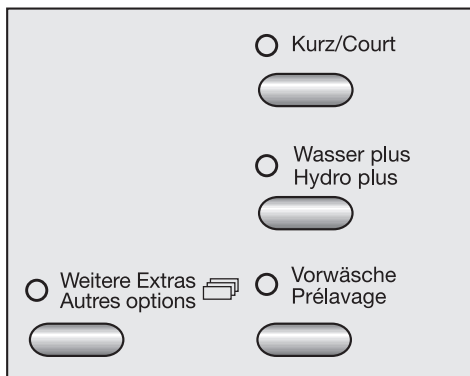 Kurz/Court
Wasser plus
Hydro plus
Weitere Extras
Autres options
Vorwäsche
Prélavage